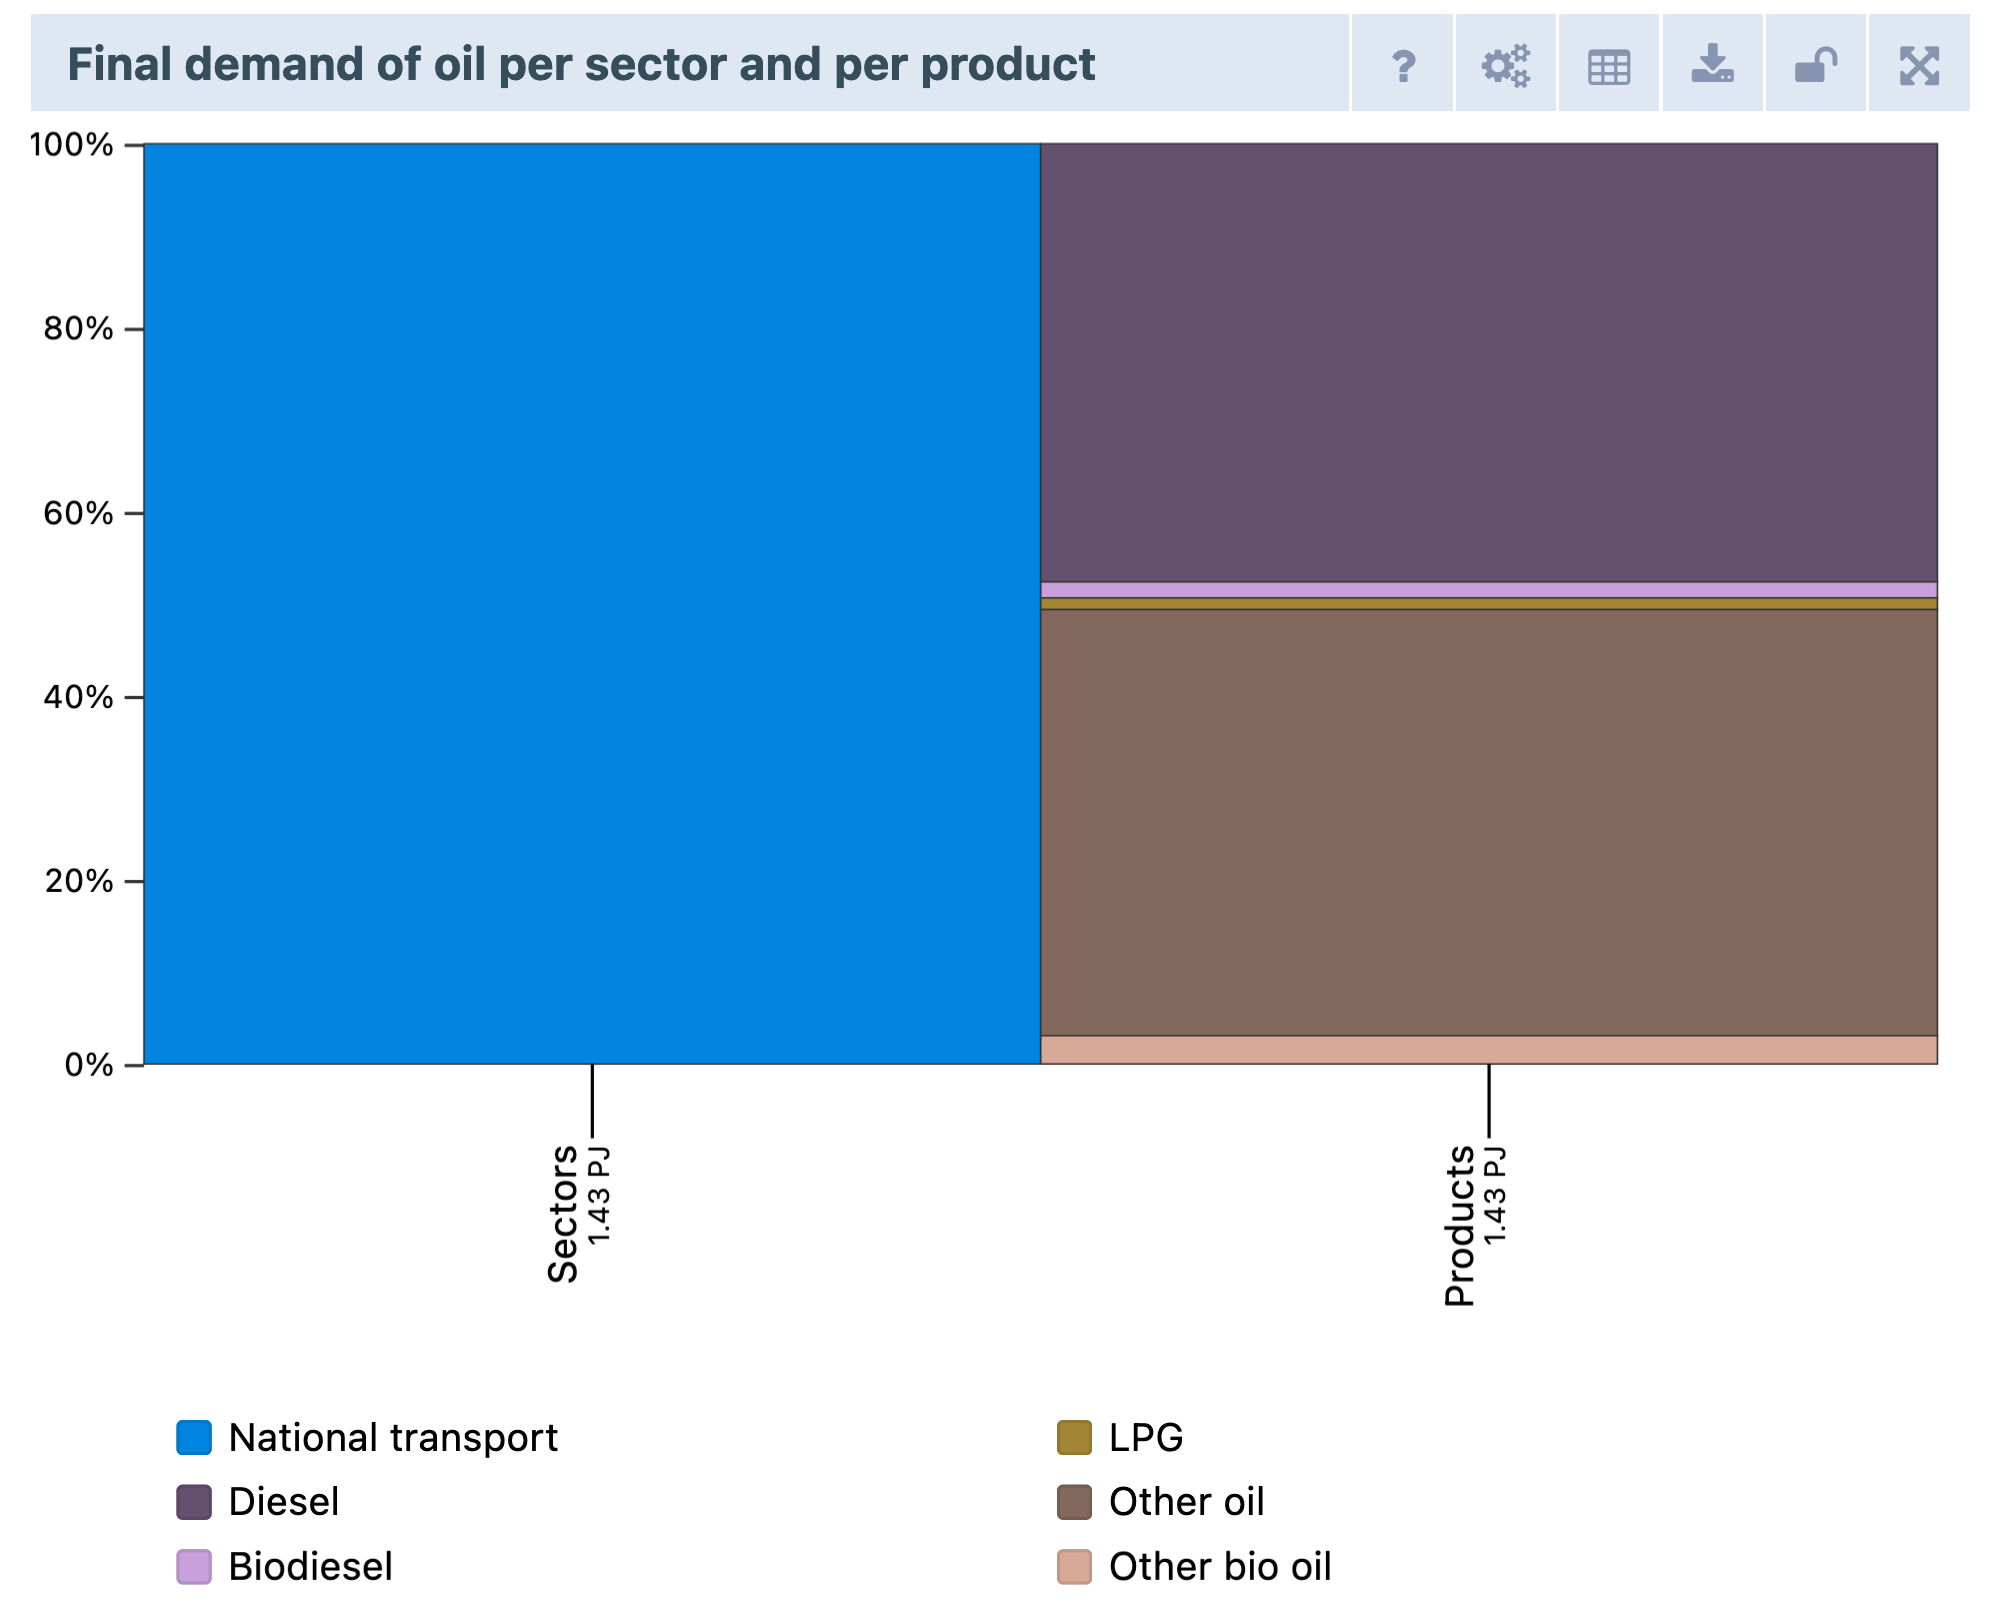 Final demand of oil per sector and per product
?
100%
80%
60%
40%
20%
0%
Sectors
1.43 PJ
Products
1.43 PJ
National transport
Diesel
Biodiesel
LPG
Other oil
Other bio oil